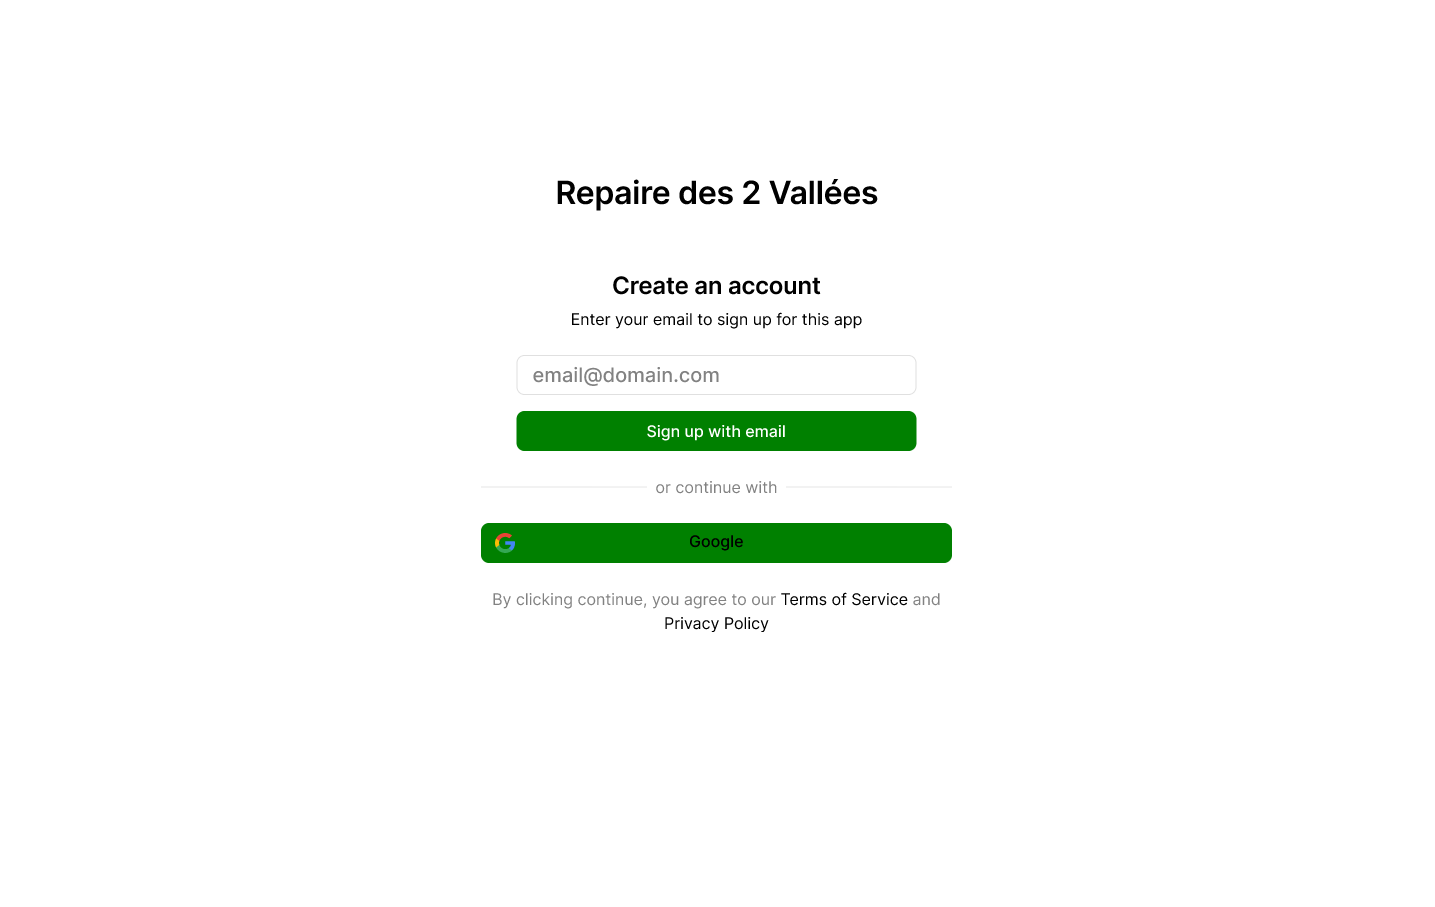 Repaire des 2 Vallées
Create an account
Enter your email to sign up for this app
email@domain.com
Sign up with email
or continue with
Google
By clicking continue, you agree to our Terms of Service and
Privacy Policy